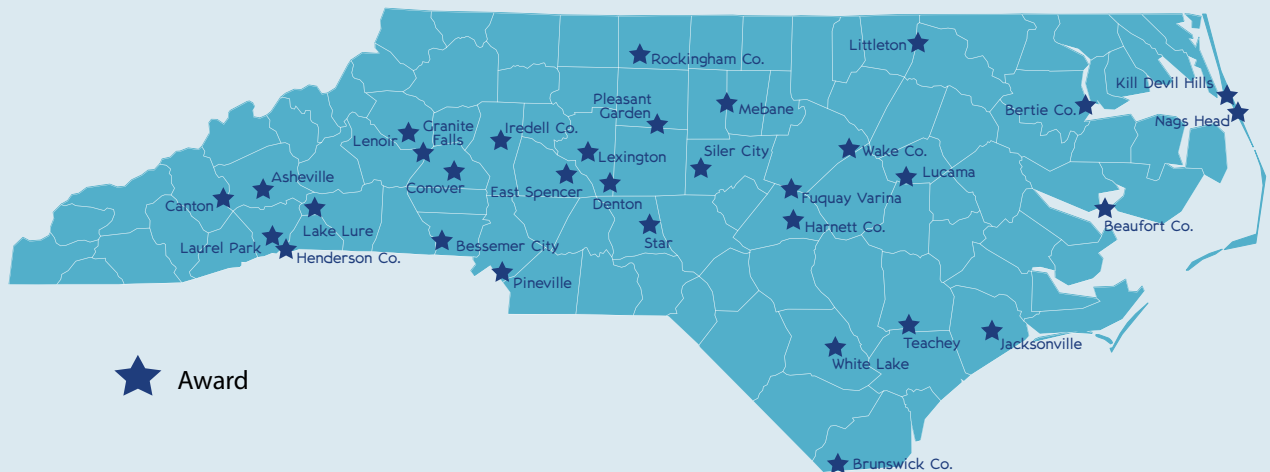 Littleton
Rockingham Co.
Kill Devil Hills
Pleasant
Garden
Mebane
Bertie Co.
Nags Head
Granite
Falls
Lenoir
Iredell Co.
Lexington
Siler City
Wake Co.
Lucama
Asheville
Conover
East Spencer
Denton
Fuquay Varina
Canton
Harnett Co.
Beaufort Co.
Lake Lure
Laurel Park
Henderson Co.
Bessemer City
Star
Pineville
Teachey
Jacksonville
White Lake
Award
Brunswick Co.